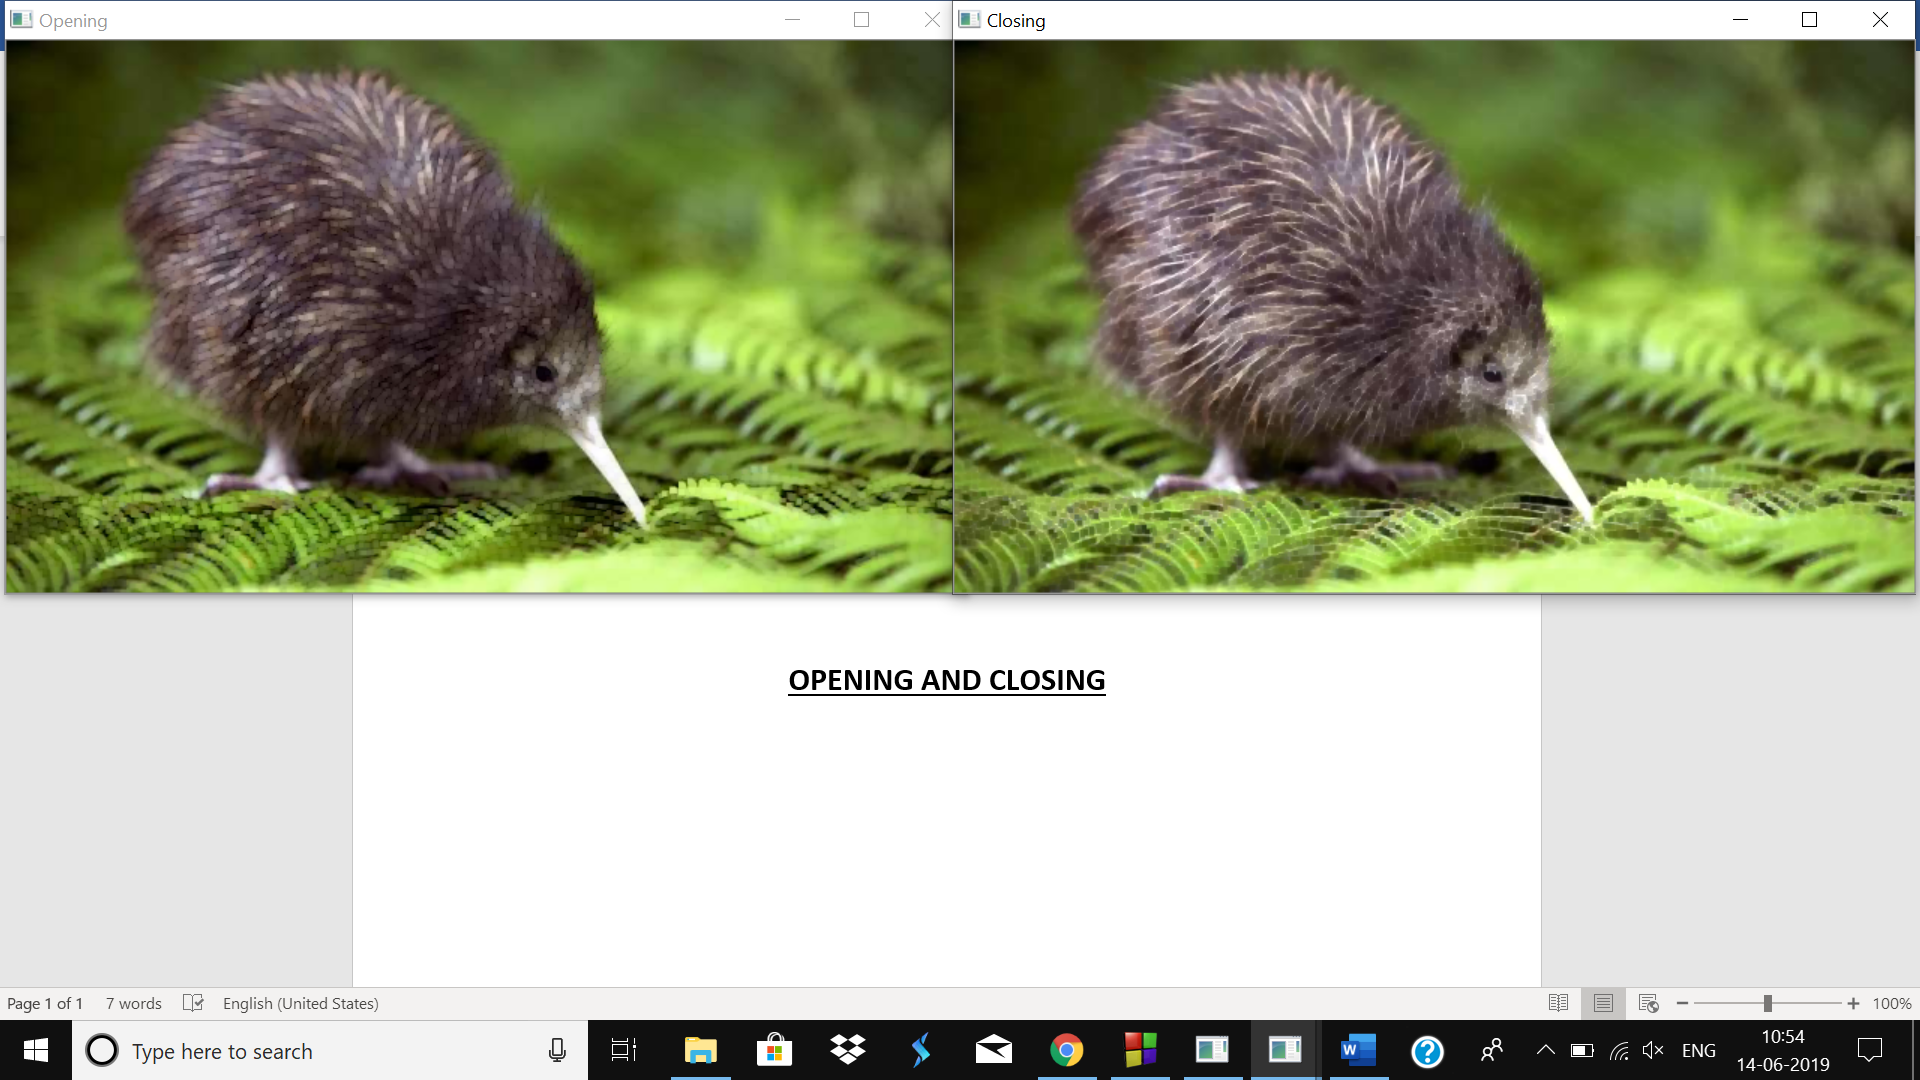 Opening
Closing
OPENING AND CLOSING
Page 1 of 1 7 words English (United States) 100%
Type here to search
W
?
ENG
10:54
14-06-2019